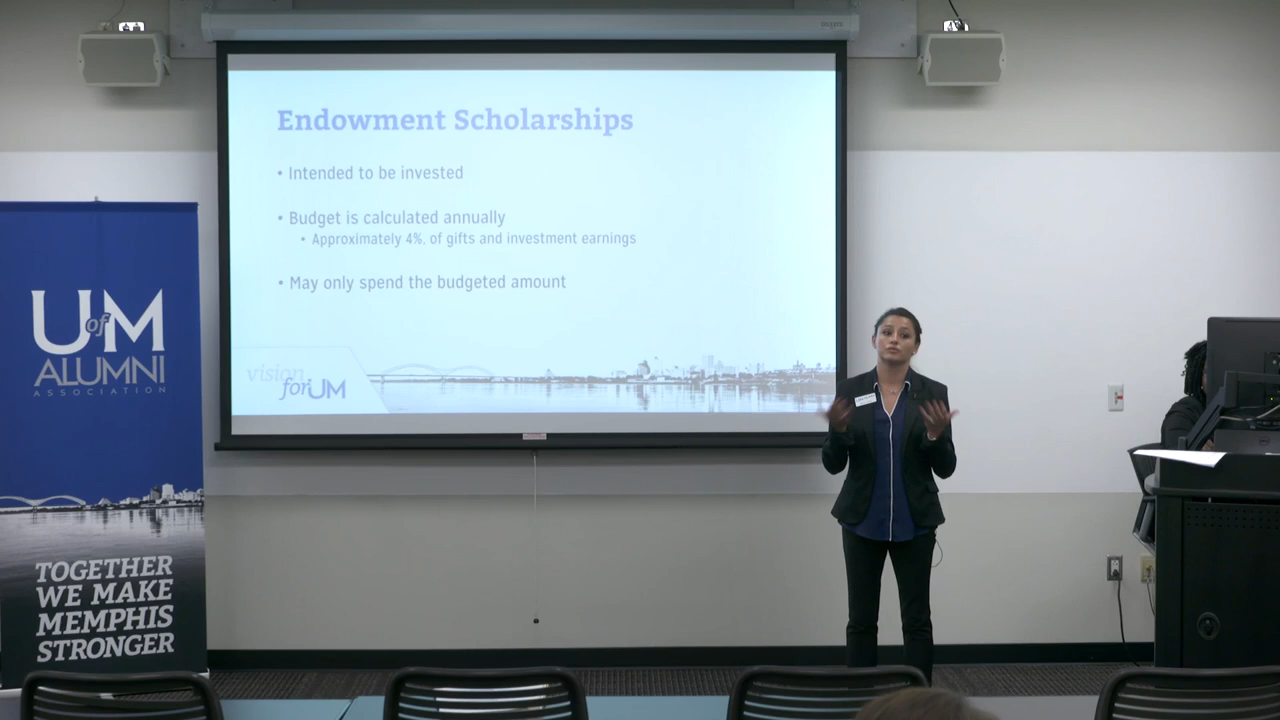 Endowment Scholarships
• Intended to be invested
• Budget is calculated annually
• Approximately 4% of gifts and investment earnings
• May only spend the budgeted amount
vision
for UM
UofM
ALUMNI
ASSOCIATION
TOGETHER
WE MAKE
MEMPHIS
STRONGER